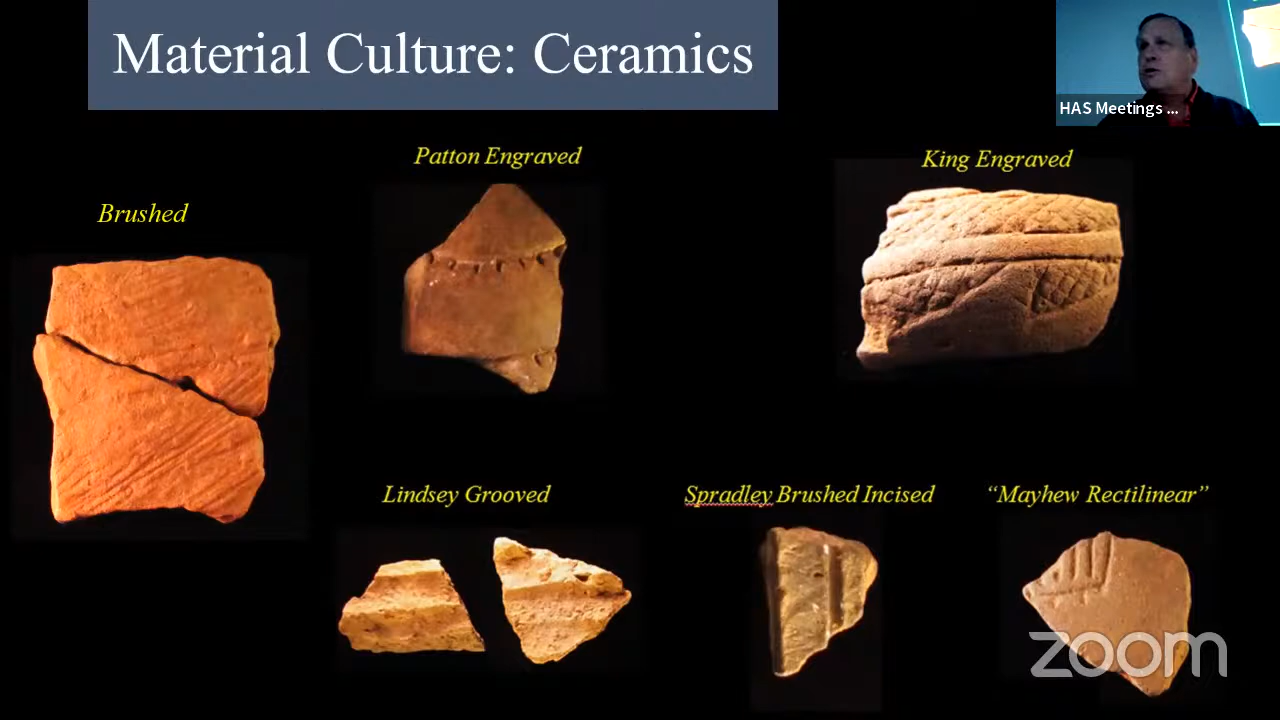 Material Culture: Ceramics
HAS Meetings ...
Patton Engraved
King Engraved
Brushed
Lindsey Grooved
Spradley Brushed Incised
“Mayhew Rectilinear”
zoom